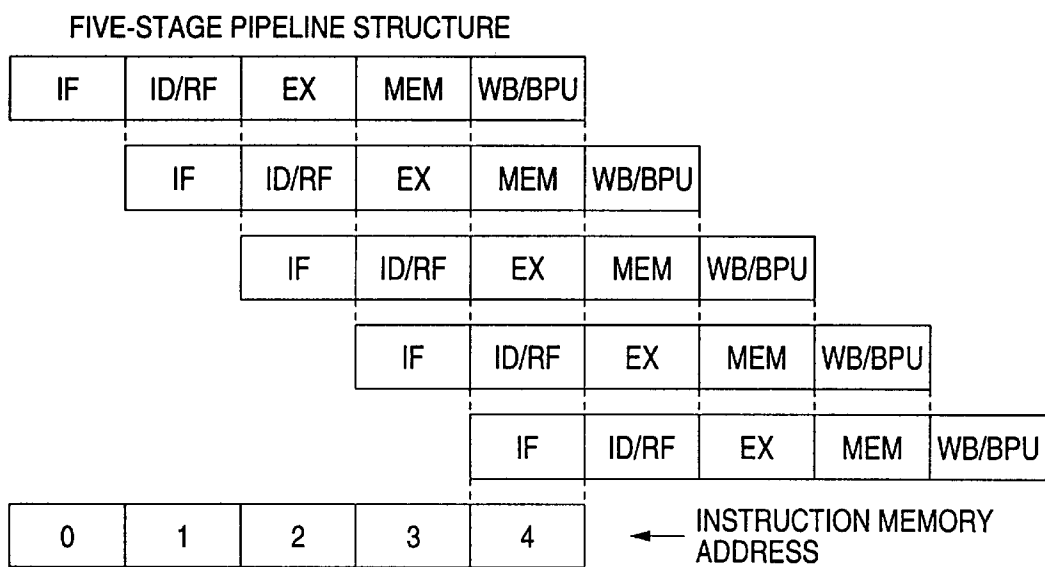 FIVE-STAGE PIPELINE STRUCTURE
IF ID/RF EX MEM WB/BPU
IF ID/RF EX MEM WB/BPU
IF ID/RF EX MEM WB/BPU
IF ID/RF EX MEM WB/BPU
IF ID/RF EX MEM WB/BPU
0 1 2 3 4 INSTRUCTION MEMORY
ADDRESS